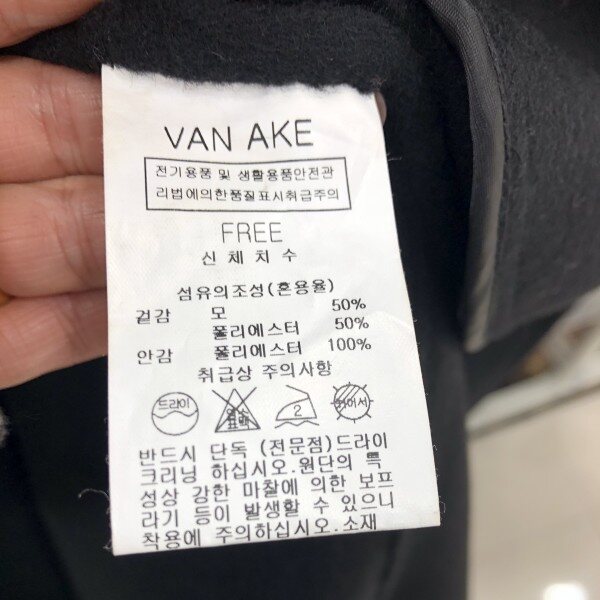 VAN AKE
전기용품 및 생활용품안전관
리법에의한품질표시취급주의
FREE
신체치수
섬유의조성(혼용율)
겉감 모 50%
폴리에스터 50%
안감 폴리에스터 100%
취급상 주의사항
드라이 염소 표백 2
반드시 단독 (전문점)드라이
크리닝 하십시오.원단의 특
성상 강한 마찰에 의한 보프
라기 등이 발생할 수 있으니
착용에 주의하십시오.소재